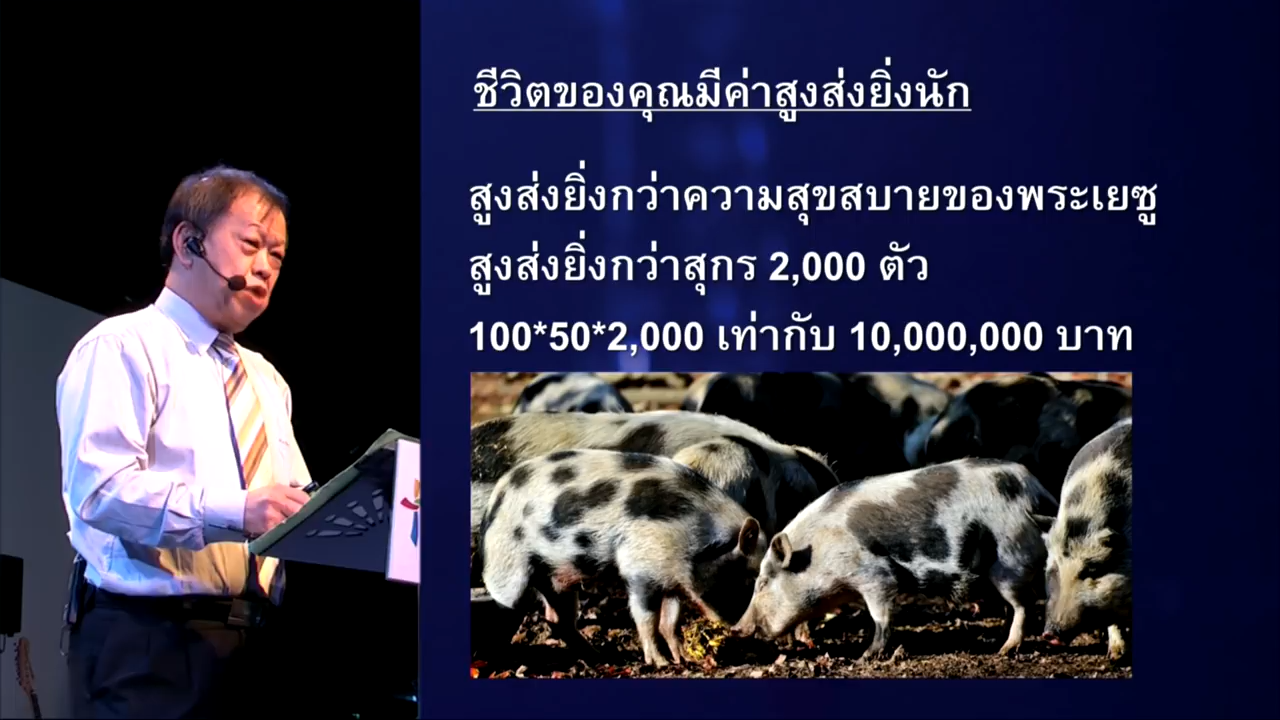 ชีวิตของคุณมีค่าสูงส่งยิ่งนัก
สูงส่งยิ่งกว่าความสุขสบายของพระเยซู
สูงส่งยิ่งกว่าสุกร 2,000 ตัว
100*50*2,000 เท่ากับ 10,000,000 บาท